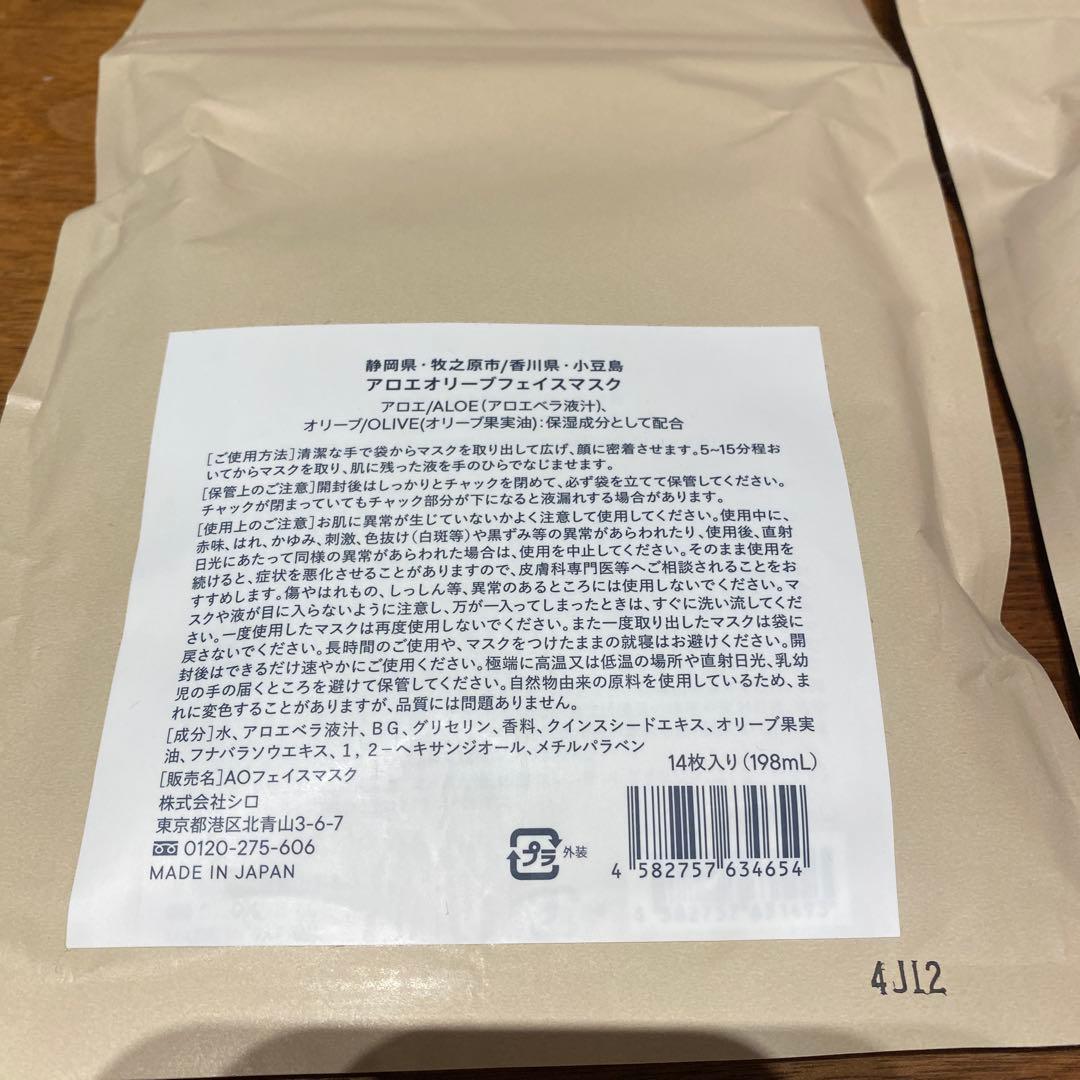 静岡県・牧之原市/香川県・小豆島
アロエオリーブフェイスマスク
アロエ/ALOE(アロエベラ液汁)、
オリーブ/OLIVE(オリーブ果実油):保湿成分として配合
[ご使用方法]清潔な手で袋からマスクを取り出して広げ、顔に密着させます。5~15分程お
いてからマスクを取り、肌に残った液を手のひらでなじませます。
[保管上のご注意]開封後はしっかりとチャックを閉めて、必ず袋を立てて保管してください。
チャックが閉まっていてもチャック部分が下になると液漏れする場合があります。
[使用上のご注意]お肌に異常が生じていないかよく注意して使用してください。使用中に、
赤味、はれ、かゆみ、刺激、色抜け(白斑等)や黒ずみ等の異常があらわれたり、使用後、直射
日光にあたって同様の異常があらわれた場合は、使用を中止してください。そのまま使用を
続けると、症状を悪化させることがありますので、皮膚科専門医等へご相談されることをお
すすめします。傷やはれもの、しっしん等、異常のあるところには使用しないでください。マ
スクや液が目に入らないように注意し、万が一入ってしまったときは、すぐに洗い流してくだ
さい。一度使用したマスクは再度使用しないでください。また一度取り出したマスクは袋に
戻さないでください。長時間のご使用や、マスクをつけたままの就寝はお避けください。開
封後はできるだけ速やかにご使用ください。極端に高温又は低温の場所や直射日光、乳幼
児の手の届くところを避けて保管してください。自然物由来の原料を使用しているため、ま
れに変色することがありますが、品質には問題ありません。
[成分]水、アロエベラ液汁、BG、グリセリン、香料、クインスシードエキス、オリーブ果実
油、フナバラソウエキス、1,2-ヘキサンジオール、メチルパラベン
14枚入り(198mL)
[販売名]AOフェイスマスク
株式会社シロ
東京都港区北青山3-6-7
0120-275-606
MADE IN JAPAN
プラ 外装
4 582757 634654
4J12